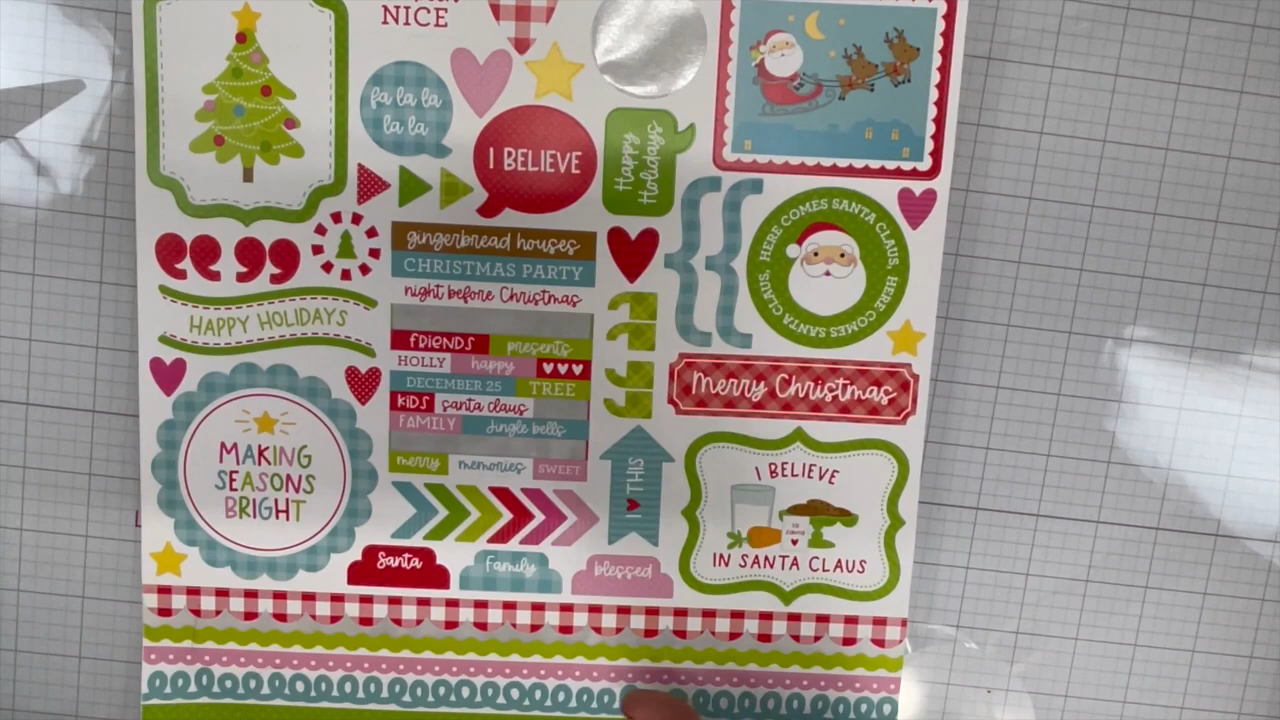 NICE
fa la la
la la
I BELIEVE
Happy
Holidays
HERE COMES SANTA CLAUS, HERE COMES SANTA CLAUS,
gingerbread houses
CHRISTMAS PARTY
night before Christmas
HAPPY HOLIDAYS
FRIENDS presents
HOLLY happy
DECEMBER 25 TREE
KIDS santa claus
FAMILY Jingle bells
merry memories SWEET
Merry Christmas
MAKING
SEASONS
BRIGHT
I THIS
I BELIEVE
IN SANTA CLAUS
Santa
Family
blessed